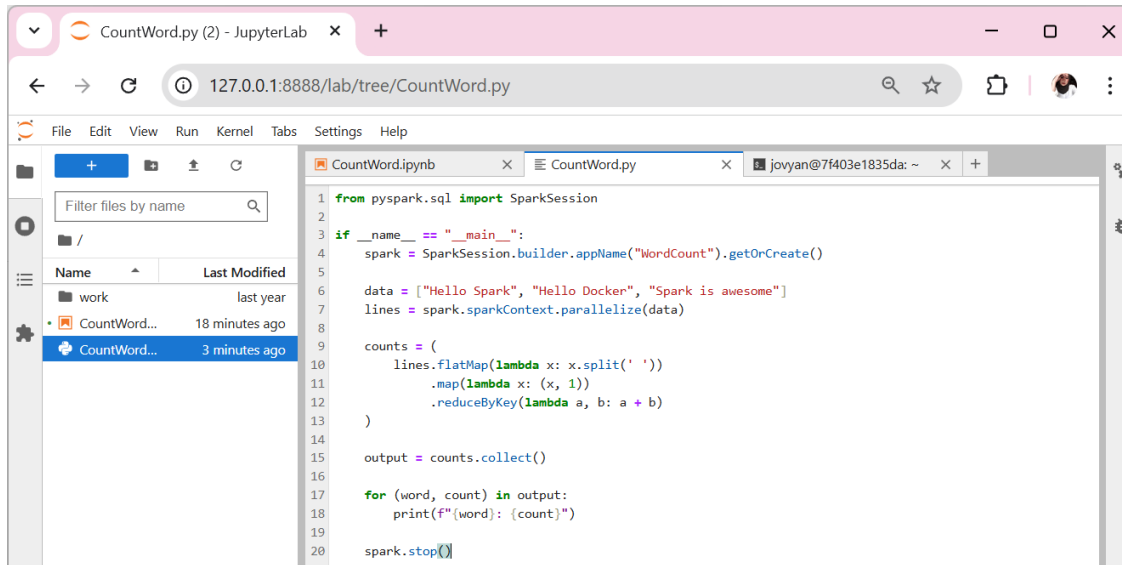 CountWord.py (2) - JupyterLab
127.0.0.1:8888/lab/tree/CountWord.py
File Edit View Run Kernel Tabs Settings Help
Filter files by name
/
Name Last Modified
work last year
CountWord... 18 minutes ago
CountWord... 3 minutes ago
CountWord.ipynb CountWord.py jovyan@7f403e1835da: ~
1 from pyspark.sql import SparkSession
2
3 if __name__ == "__main__":
4     spark = SparkSession.builder.appName("WordCount").getOrCreate()
5
6     data = ["Hello Spark", "Hello Docker", "Spark is awesome"]
7     lines = spark.sparkContext.parallelize(data)
8
9     counts = (
10         lines.flatMap(lambda x: x.split(' '))
11              .map(lambda x: (x, 1))
12              .reduceByKey(lambda a, b: a + b)
13     )
14
15     output = counts.collect()
16
17     for (word, count) in output:
18         print(f"{word}: {count}")
19
20     spark.stop()